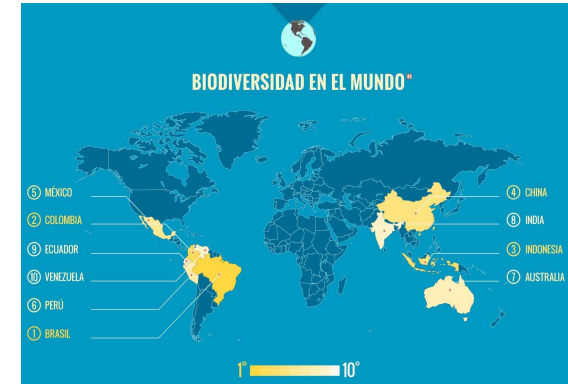 BIODIVERSIDAD EN EL MUNDO
5 MÉXICO
2 COLOMBIA
9 ECUADOR
10 VENEZUELA
6 PERÚ
1 BRASIL
4 CHINA
8 INDIA
3 INDONESIA
7 AUSTRALIA
1° 10°